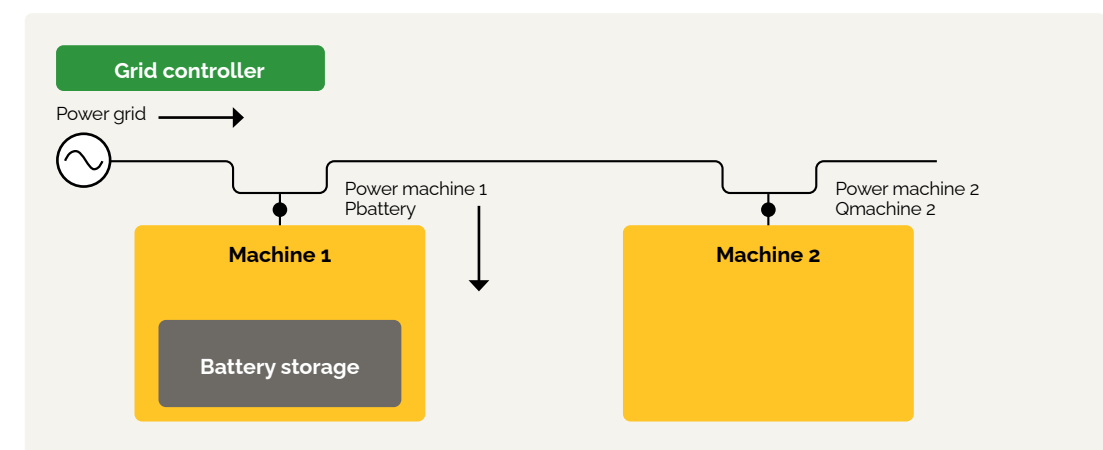 Grid controller
Power grid
Power machine 1
Pbattery
Power machine 2
Qmachine 2
Machine 1
Machine 2
Battery storage